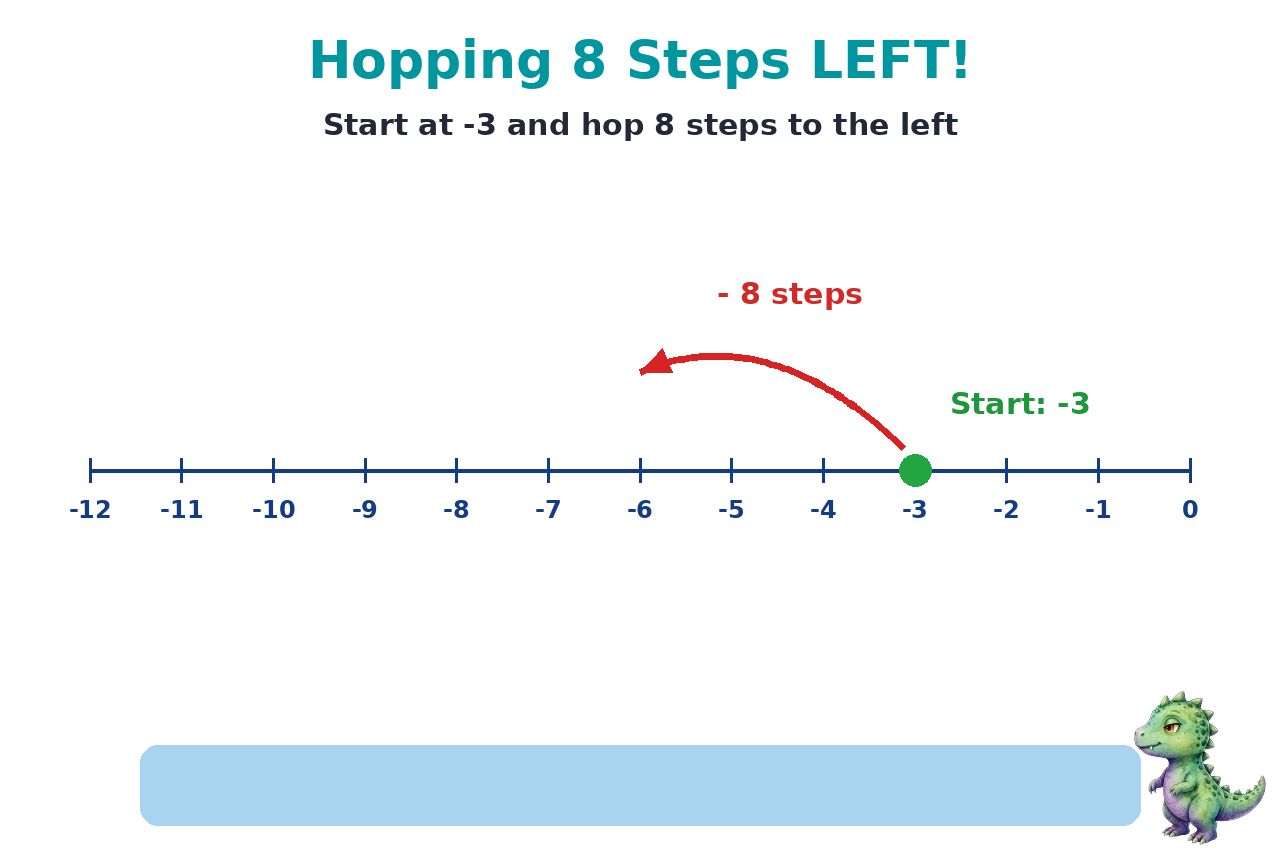 Hopping 8 Steps LEFT!
Start at -3 and hop 8 steps to the left
- 8 steps
Start: -3
-12 -11 -10 -9 -8 -7 -6 -5 -4 -3 -2 -1 0